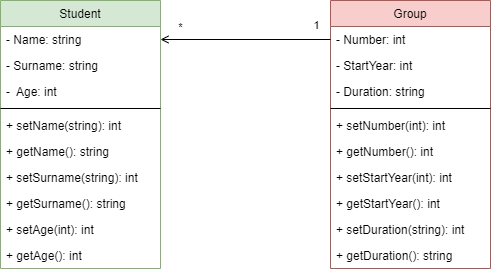 Student
- Name: string
- Surname: string
- Age: int
+ setName(string): int
+ getName(): string
+ setSurname(string): int
+ getSurname(): string
+ setAge(int): int
+ getAge(): int
*
1
Group
- Number: int
- StartYear: int
- Duration: string
+ setNumber(int): int
+ getNumber(): int
+ setStartYear(int): int
+ getStartYear(): int
+ setDuration(string): int
+ getDuration(): string